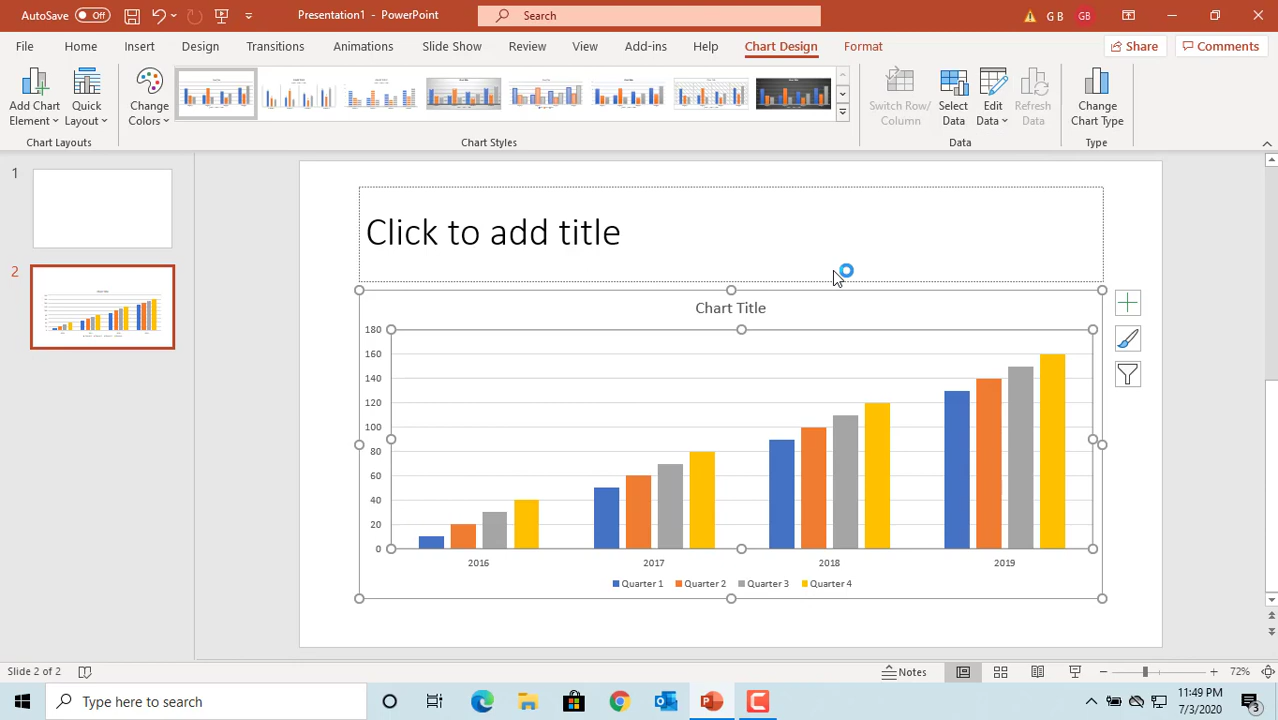 AutoSave Off Presentation1 - PowerPoint Search G B GB
File Home Insert Design Transitions Animations Slide Show Review View Add-ins Help Chart Design Format Share Comments
Add Chart Element
Quick Layout
Change Colors
Switch Row/ Column
Select Data
Edit Data
Refresh Data
Change Chart Type
Chart Layouts Chart Styles Data Type
1
2
Click to add title
Chart Title
180
160
140
120
100
80
60
40
20
0
2016 2017 2018 2019
Quarter 1 Quarter 2 Quarter 3 Quarter 4
Slide 2 of 2 Notes 72%
Type here to search
11:49 PM
7/3/2020
3